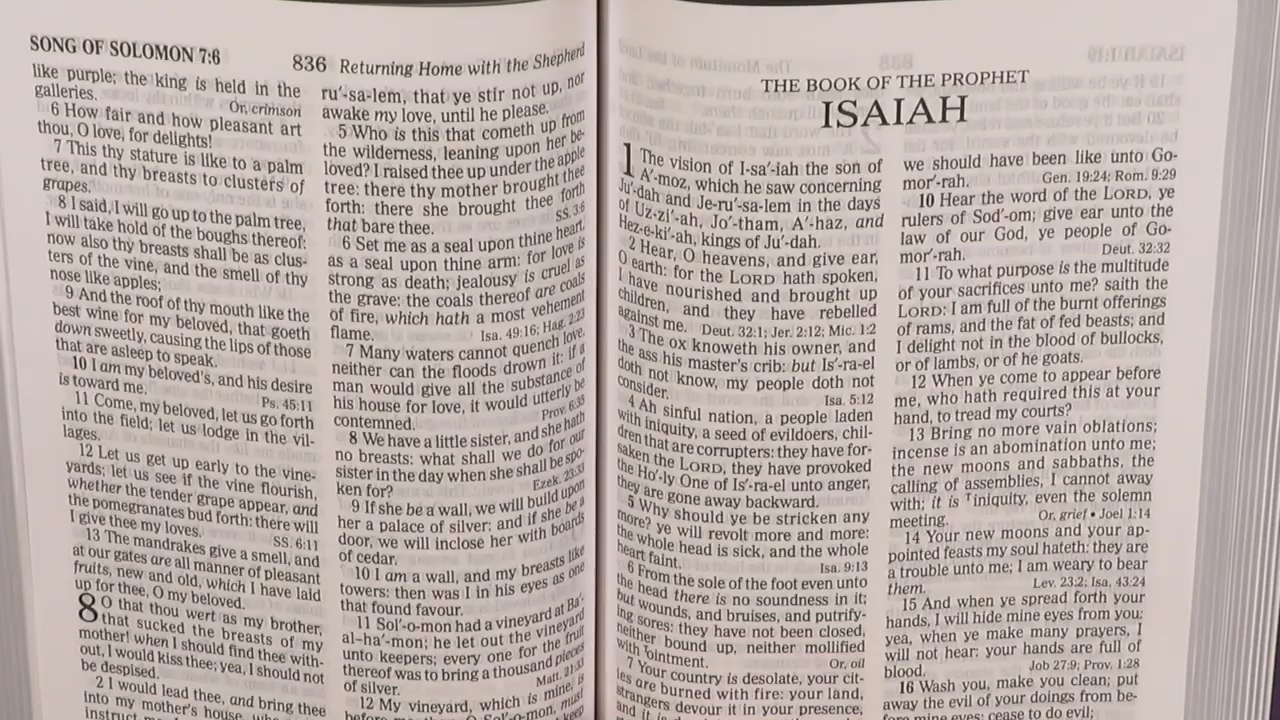 SONG OF SOLOMON 7:6
836 Returning Home with the Shepherd
like purple; the king is held in the
galleries.
Or, crimson
6 How fair and how pleasant art
thou, O love, for delights!
7 This thy stature is like to a palm
tree, and thy breasts to clusters of
grapes.
8 I said, I will go up to the palm tree,
I will take hold of the boughs thereof:
now also thy breasts shall be as clus-
ters of the vine, and the smell of thy
nose like apples;
9 And the roof of thy mouth like the
best wine for my beloved, that goeth
down sweetly, causing the lips of those
that are asleep to speak.
10 I am my beloved's, and his desire
is toward me.
Ps. 45:11
11 Come, my beloved, let us go forth
into the field; let us lodge in the vil-
lages.
12 Let us get up early to the vine-
yards; let us see if the vine flourish,
whether the tender grape appear, and
the pomegranates bud forth: there will
I give thee my loves.
SS. 6:11
13 The mandrakes give a smell, and
at our gates are all manner of pleasant
fruits, new and old, which I have laid
up for thee, O my beloved.
8 O that thou wert as my brother,
that sucked the breasts of my
mother! when I should find thee with-
out, I would kiss thee; yea, I should not
be despised.
2 I would lead thee, and bring thee
into my mother's house, who
instruct
ru′-sa-lem, that ye stir not up, nor
awake my love, until he please.
5 Who is this that cometh up from
the wilderness, leaning upon her be-
loved? I raised thee up under the apple
tree: there thy mother brought thee
forth: there she brought thee forth
that bare thee.
SS. 3:6
6 Set me as a seal upon thine heart,
as a seal upon thine arm: for love is
strong as death; jealousy is cruel as
the grave: the coals thereof are coals
of fire, which hath a most vehement
flame.
Isa. 49:16; Hag. 2:23
7 Many waters cannot quench love,
neither can the floods drown it: if a
man would give all the substance of
his house for love, it would utterly be
contemned.
Prov. 6:35
8 We have a little sister, and she hath
no breasts: what shall we do for our
sister in the day when she shall be spo-
ken for?
Ezek. 23:33
9 If she be a wall, we will build upon
her a palace of silver: and if she be a
door, we will inclose her with boards
of cedar.
10 I am a wall, and my breasts like
towers: then was I in his eyes as one
that found favour.
11 Sol′-o-mon had a vineyard at Ba′-
al–ha′-mon; he let out the vineyard
unto keepers; every one for the fruit
thereof was to bring a thousand pieces
of silver.
Matt. 21:33
12 My vineyard, which is mine, is
before Sol′-o-mon, must
keep
THE BOOK OF THE PROPHET
ISAIAH
1 The vision of I-sa′-iah the son of
A′-moz, which he saw concerning
Ju′-dah and Je-ru′-sa-lem in the days
of Uz-zi′-ah, Jo′-tham, A′-haz, and
Hez-e-ki′-ah, kings of Ju′-dah.
2 Hear, O heavens, and give ear,
O earth: for the LORD hath spoken,
I have nourished and brought up
children, and they have rebelled
against me. Deut. 32:1; Jer. 2:12; Mic. 1:2
3 The ox knoweth his owner, and
the ass his master's crib: but Is′-ra-el
doth not know, my people doth not
consider.
Isa. 5:12
4 Ah sinful nation, a people laden
with iniquity, a seed of evildoers, chil-
dren that are corrupters: they have for-
saken the LORD, they have provoked
the Ho′-ly One of Is′-ra-el unto anger,
they are gone away backward.
5 Why should ye be stricken any
more? ye will revolt more and more:
the whole head is sick, and the whole
heart faint.
Isa. 9:13
6 From the sole of the foot even unto
the head there is no soundness in it;
but wounds, and bruises, and putrify-
ing sores: they have not been closed,
neither bound up, neither mollified
with ⸆ointment.
Or, oil
7 Your country is desolate, your cit-
ies are burned with fire: your land,
strangers devour it in your presence,
and it is
we should have been like unto Go-
mor′-rah.
Gen. 19:24; Rom. 9:29
10 Hear the word of the LORD, ye
rulers of Sod′-om; give ear unto the
law of our God, ye people of Go-
mor′-rah.
Deut. 32:32
11 To what purpose is the multitude
of your sacrifices unto me? saith the
LORD: I am full of the burnt offerings
of rams, and the fat of fed beasts; and
I delight not in the blood of bullocks,
or of lambs, or of he goats.
12 When ye come to appear before
me, who hath required this at your
hand, to tread my courts?
13 Bring no more vain oblations;
incense is an abomination unto me;
the new moons and sabbaths, the
calling of assemblies, I cannot away
with; it is ⸆iniquity, even the solemn
meeting.
Or, grief • Joel 1:14
14 Your new moons and your ap-
pointed feasts my soul hateth: they are
a trouble unto me; I am weary to bear
them.
Lev. 23:2; Isa. 43:24
15 And when ye spread forth your
hands, I will hide mine eyes from you:
yea, when ye make many prayers, I
will not hear: your hands are full of
blood.
Job 27:9; Prov. 1:28
16 Wash you, make you clean; put
away the evil of your doings from be-
fore mine eyes; cease to do evil;